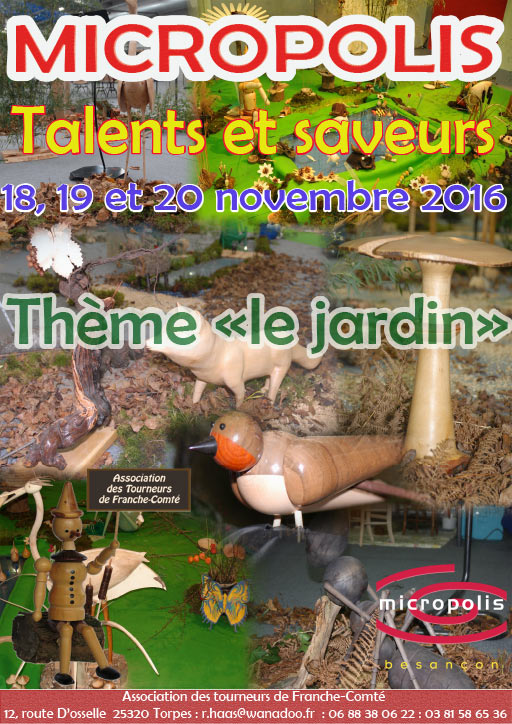 MICROPOLIS
Talents et saveurs
18, 19 et 20 novembre 2016
Thème «le jardin»
Association
des Tourneurs
de Franche-Comté
micropolis
besançon
Association des tourneurs de Franche-Comté
12, route D'osselle 25320 Torpes : r.haas@wanadoo.fr : 06 88 38 06 22 : 03 81 58 65 36